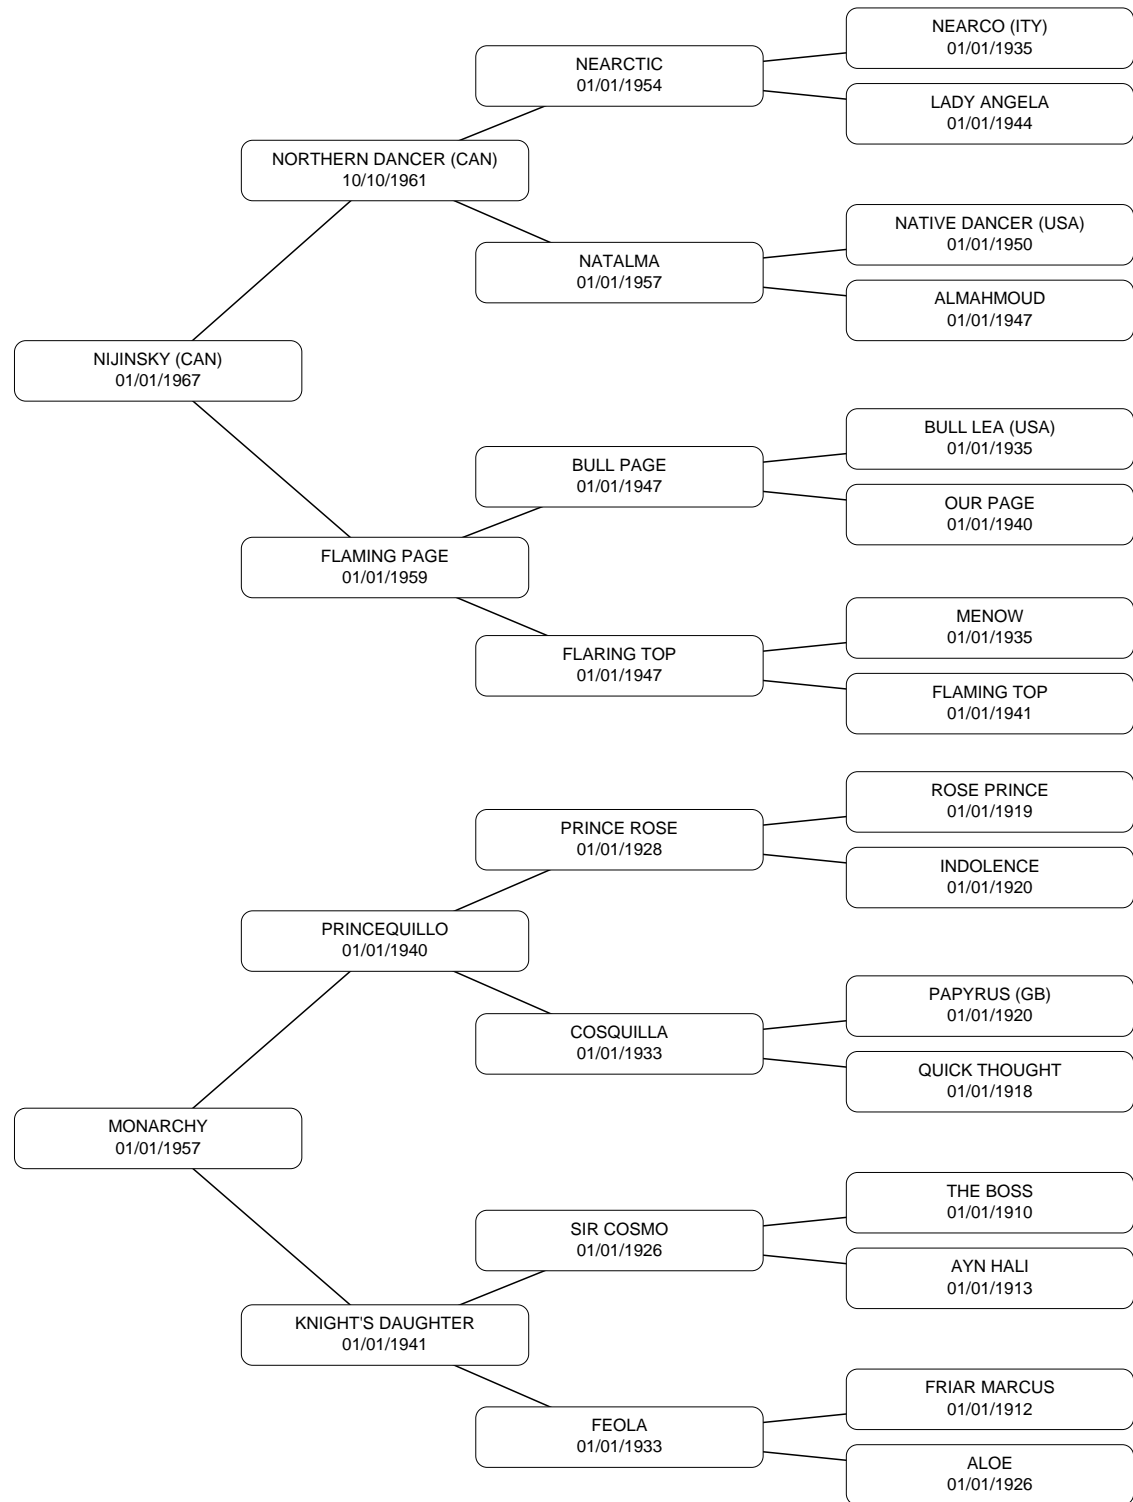 NEARCO (ITY)
01/01/1935
NEARCTIC
01/01/1954
LADY ANGELA
01/01/1944
NORTHERN DANCER (CAN)
10/10/1961
NATIVE DANCER (USA)
01/01/1950
NATALMA
01/01/1957
ALMAHMOUD
01/01/1947
NIJINSKY (CAN)
01/01/1967
BULL LEA (USA)
01/01/1935
BULL PAGE
01/01/1947
OUR PAGE
01/01/1940
FLAMING PAGE
01/01/1959
MENOW
01/01/1935
FLARING TOP
01/01/1947
FLAMING TOP
01/01/1941
ROSE PRINCE
01/01/1919
PRINCE ROSE
01/01/1928
INDOLENCE
01/01/1920
PRINCEQUILLO
01/01/1940
PAPYRUS (GB)
01/01/1920
COSQUILLA
01/01/1933
QUICK THOUGHT
01/01/1918
MONARCHY
01/01/1957
THE BOSS
01/01/1910
SIR COSMO
01/01/1926
AYN HALI
01/01/1913
KNIGHT'S DAUGHTER
01/01/1941
FRIAR MARCUS
01/01/1912
FEOLA
01/01/1933
ALOE
01/01/1926